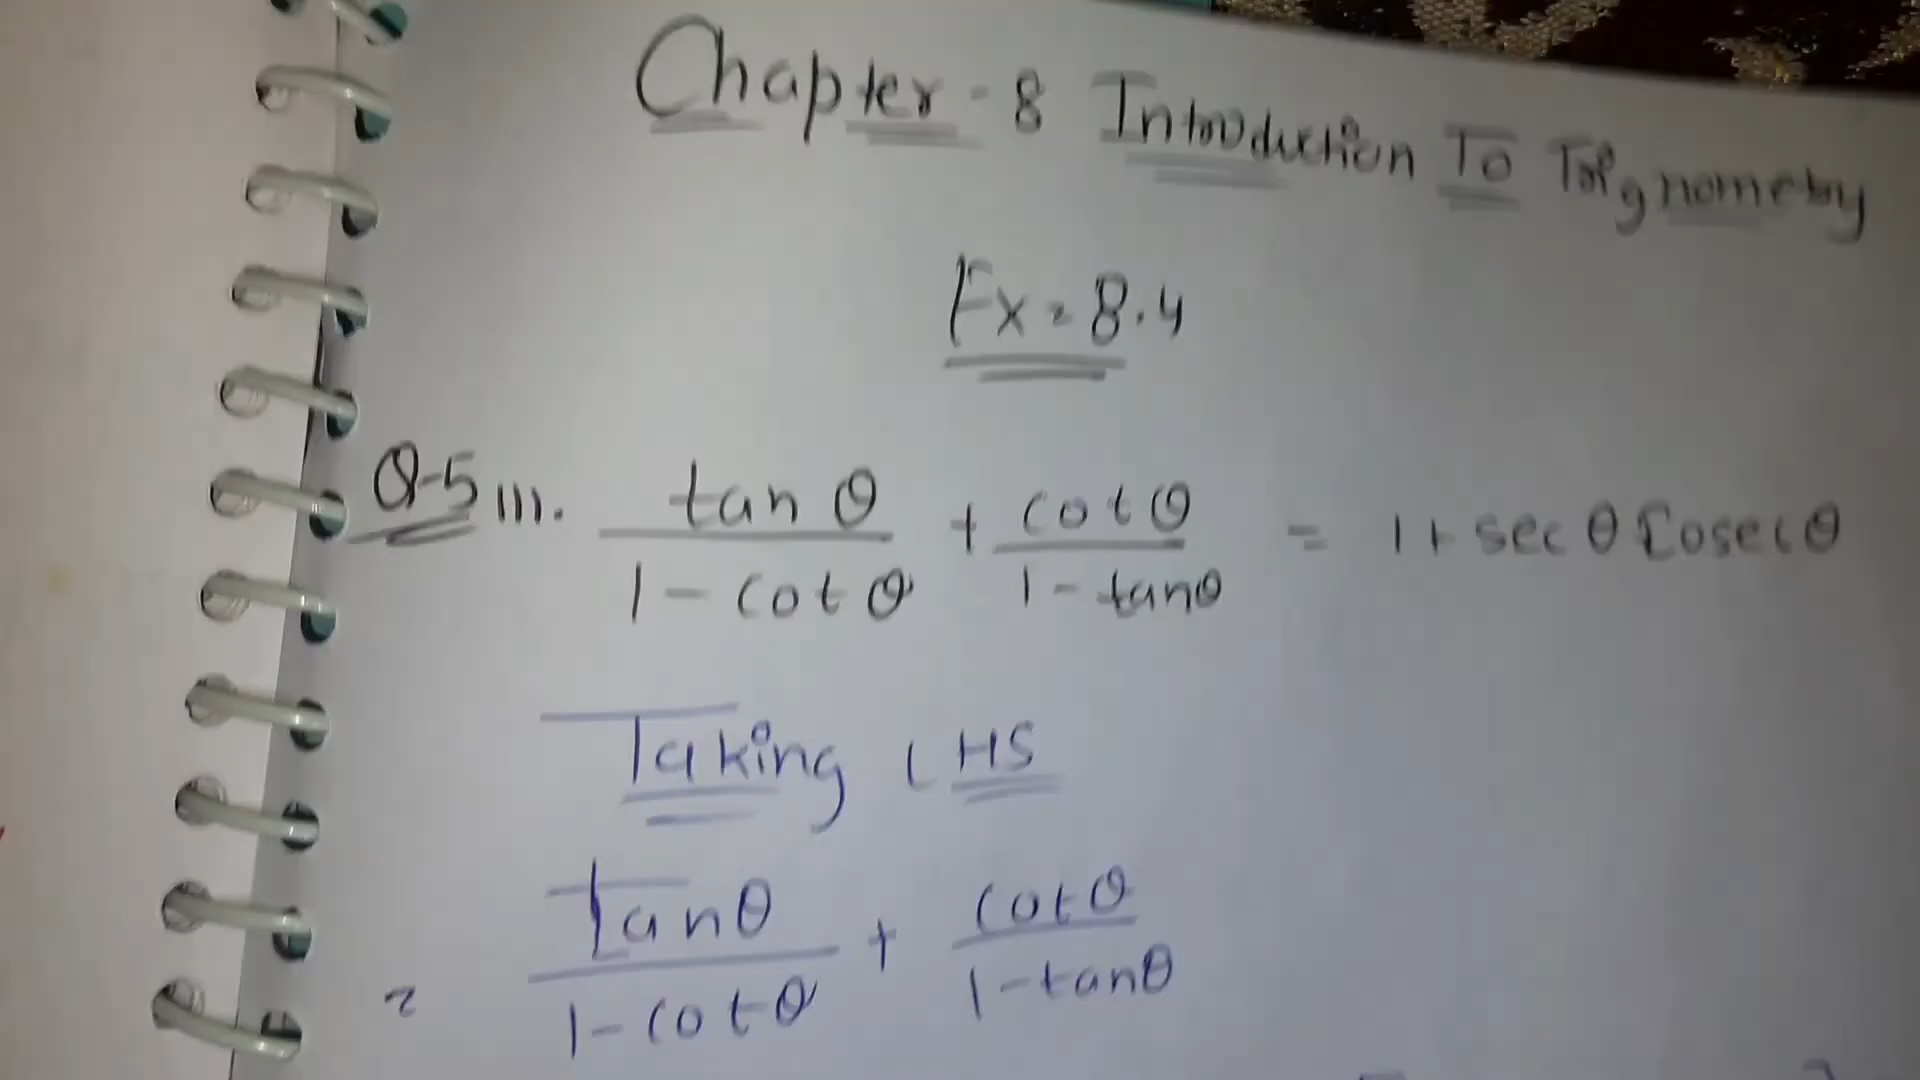 Chapter - 8 Introduction To Trignometry
Ex = 8.4
Q-5 III. tan θ / 1 - cot θ + cot θ / 1 - tan θ = 1 + sec θ cosec θ
Taking LHS
= tan θ / 1 - cot θ + cot θ / 1 - tan θ